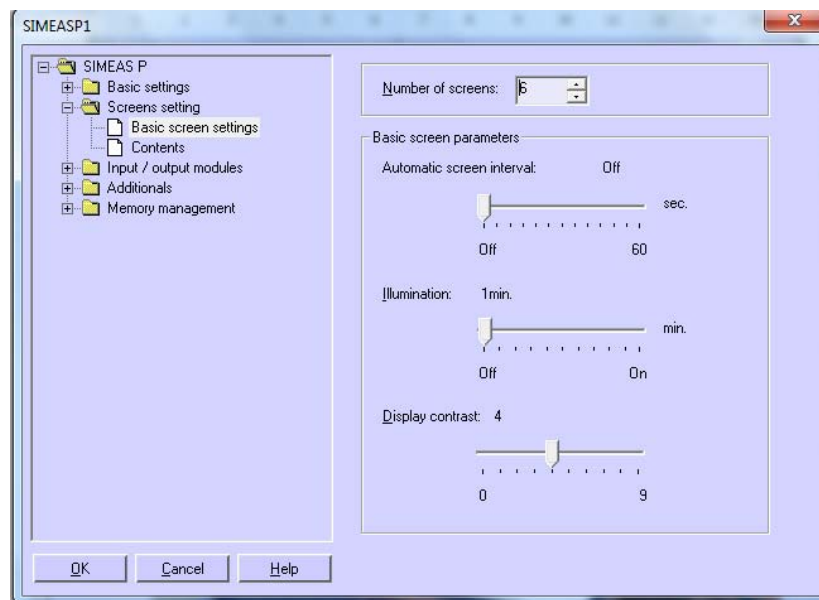 SIMEASP1
SIMEAS P
Basic settings
Screens setting
Basic screen settings
Contents
Input / output modules
Additionals
Memory management
Number of screens: 6
Basic screen parameters
Automatic screen interval: Off
sec.
Off 60
Illumination: 1min.
min.
Off On
Display contrast: 4
0 9
OK Cancel Help